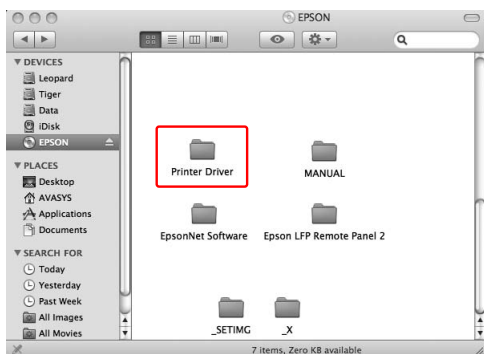 EPSON
DEVICES
Leopard
Tiger
Data
iDisk
EPSON
PLACES
Desktop
AVASYS
Applications
Documents
SEARCH FOR
Today
Yesterday
Past Week
All Images
All Movies
Printer Driver
MANUAL
EpsonNet Software
Epson LFP Remote Panel 2
_SETIMG
_X
7 items, Zero KB available